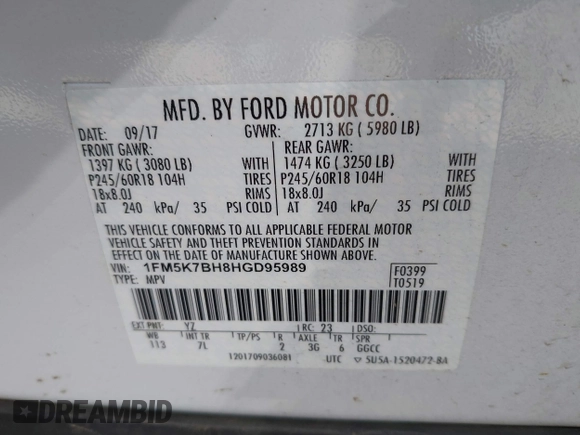 MFD. BY FORD MOTOR CO.
DATE: 09/17 GVWR: 2713 KG ( 5980 LB)
FRONT GAWR: REAR GAWR:
1397 KG ( 3080 LB) WITH 1474 KG ( 3250 LB) WITH
P245/60R18 104H TIRES P245/60R18 104H TIRES
18x8.0J RIMS 18x8.0J RIMS
AT 240 kPa/ 35 PSI COLD AT 240 kPa/ 35 PSI COLD
THIS VEHICLE CONFORMS TO ALL APPLICABLE FEDERAL MOTOR
VEHICLE SAFETY AND THEFT PREVENTION STANDARDS IN
EFFECT ON THE DATE OF MANUFACTURE SHOWN ABOVE.
VIN: 1FM5K7BH8HGD95989 F0399
TYPE: MPV T0519
EXT PNT: YZ RC: 23 DSO:
WB INT TR TP/PS R AXLE TR SPR
113 7L 2 3G 6 GGCC
1201709036081 UTC ▽ 5U5A-1520472-BA
DREAMBID